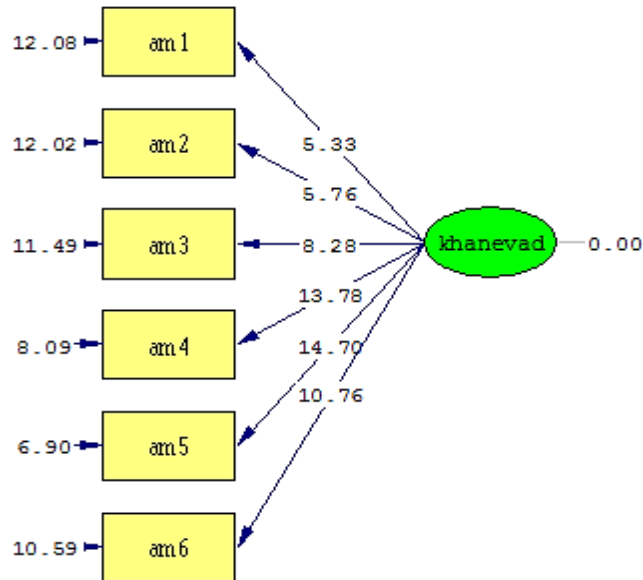 12.08 am1
5.33
12.02 am2
5.76
11.49 am3 8.28 khanevad 0.00
13.78
8.09 am4
14.70
10.76
6.90 am5
10.59 am6